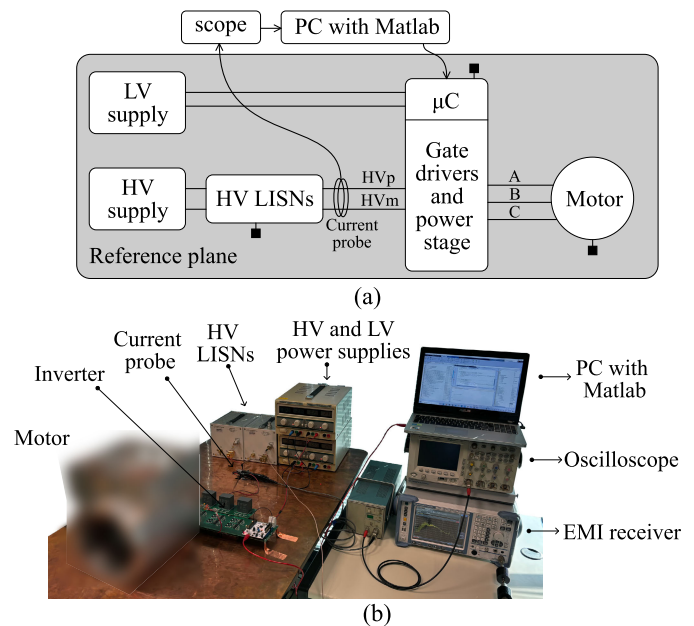 scope
PC with Matlab
LV
supply
μC
HV
supply
HV LISNs
HVp
HVm
Current
probe
Gate
drivers
and
power
stage
A
B
C
Motor
Reference plane
(a)
HV
LISNs
HV and LV
power supplies
Current
probe
Inverter
Motor
PC with
Matlab
Oscilloscope
EMI receiver
(b)